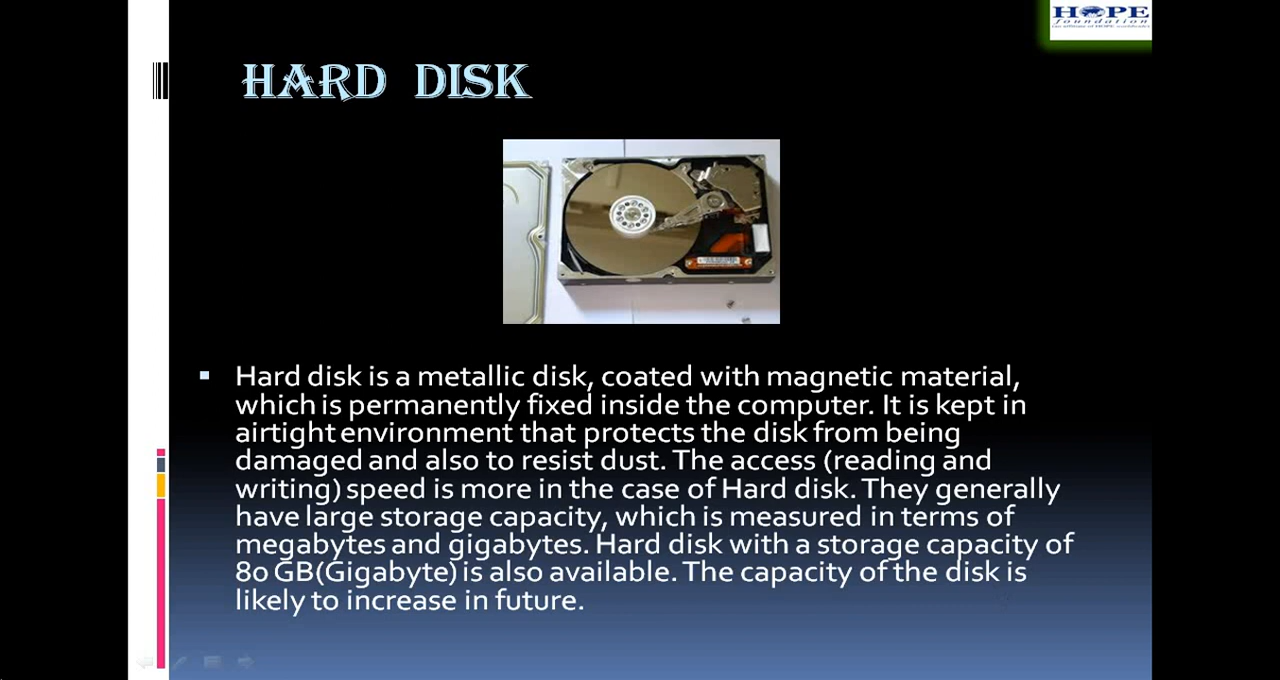 HOPE
foundation
HARD DISK
Hard disk is a metallic disk, coated with magnetic material,
which is permanently fixed inside the computer. It is kept in
airtight environment that protects the disk from being
damaged and also to resist dust. The access (reading and
writing) speed is more in the case of Hard disk. They generally
have large storage capacity, which is measured in terms of
megabytes and gigabytes. Hard disk with a storage capacity of
80 GB(Gigabyte) is also available. The capacity of the disk is
likely to increase in future.